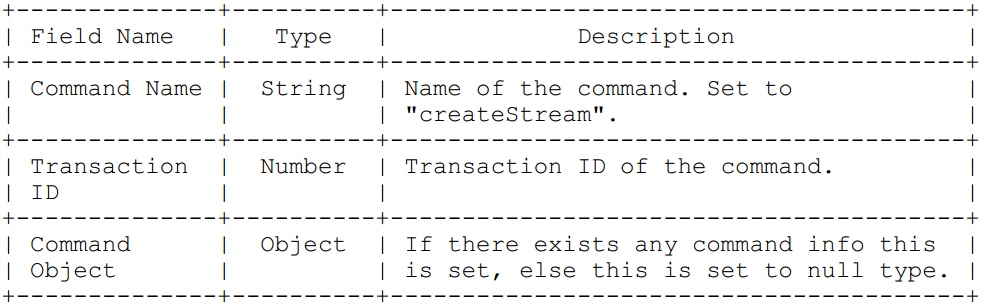 +--------------+----------+----------------------------------------+
| Field Name   |   Type   |             Description                |
+--------------+----------+----------------------------------------+
| Command Name |  String  | Name of the command. Set to            |
|              |          | "createStream".                        |
+--------------+----------+----------------------------------------+
| Transaction  |  Number  | Transaction ID of the command.         |
| ID           |          |                                        |
+--------------+----------+----------------------------------------+
| Command      |  Object  | If there exists any command info this  |
| Object       |          | is set, else this is set to null type. |
+--------------+----------+----------------------------------------+